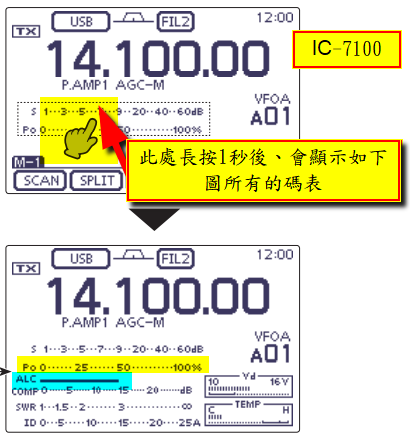 USB FIL2 12:00
TX
14.100.00
P.AMP1 AGC-M
IC-7100
VFOA
A01
S 1···3···5···7···9··20··40··60dB
Po 0 100%
M-1
SCAN SPLIT
此處長按1秒後、會顯示如下
圖所有的碼表
USB FIL2 12:00
TX
14.100.00
P.AMP1 AGC-M
VFOA
A01
S 1···3···5···7···9··20··40··60dB
Po 0······25······50··········100%
ALC
COMP 0·····5·····10·····15·····20·····dB
10 Vd 16V
SWR 1···1.5··2·······3···········∞
C TEMP H
ID 0····5·····10·····15·····20····25A